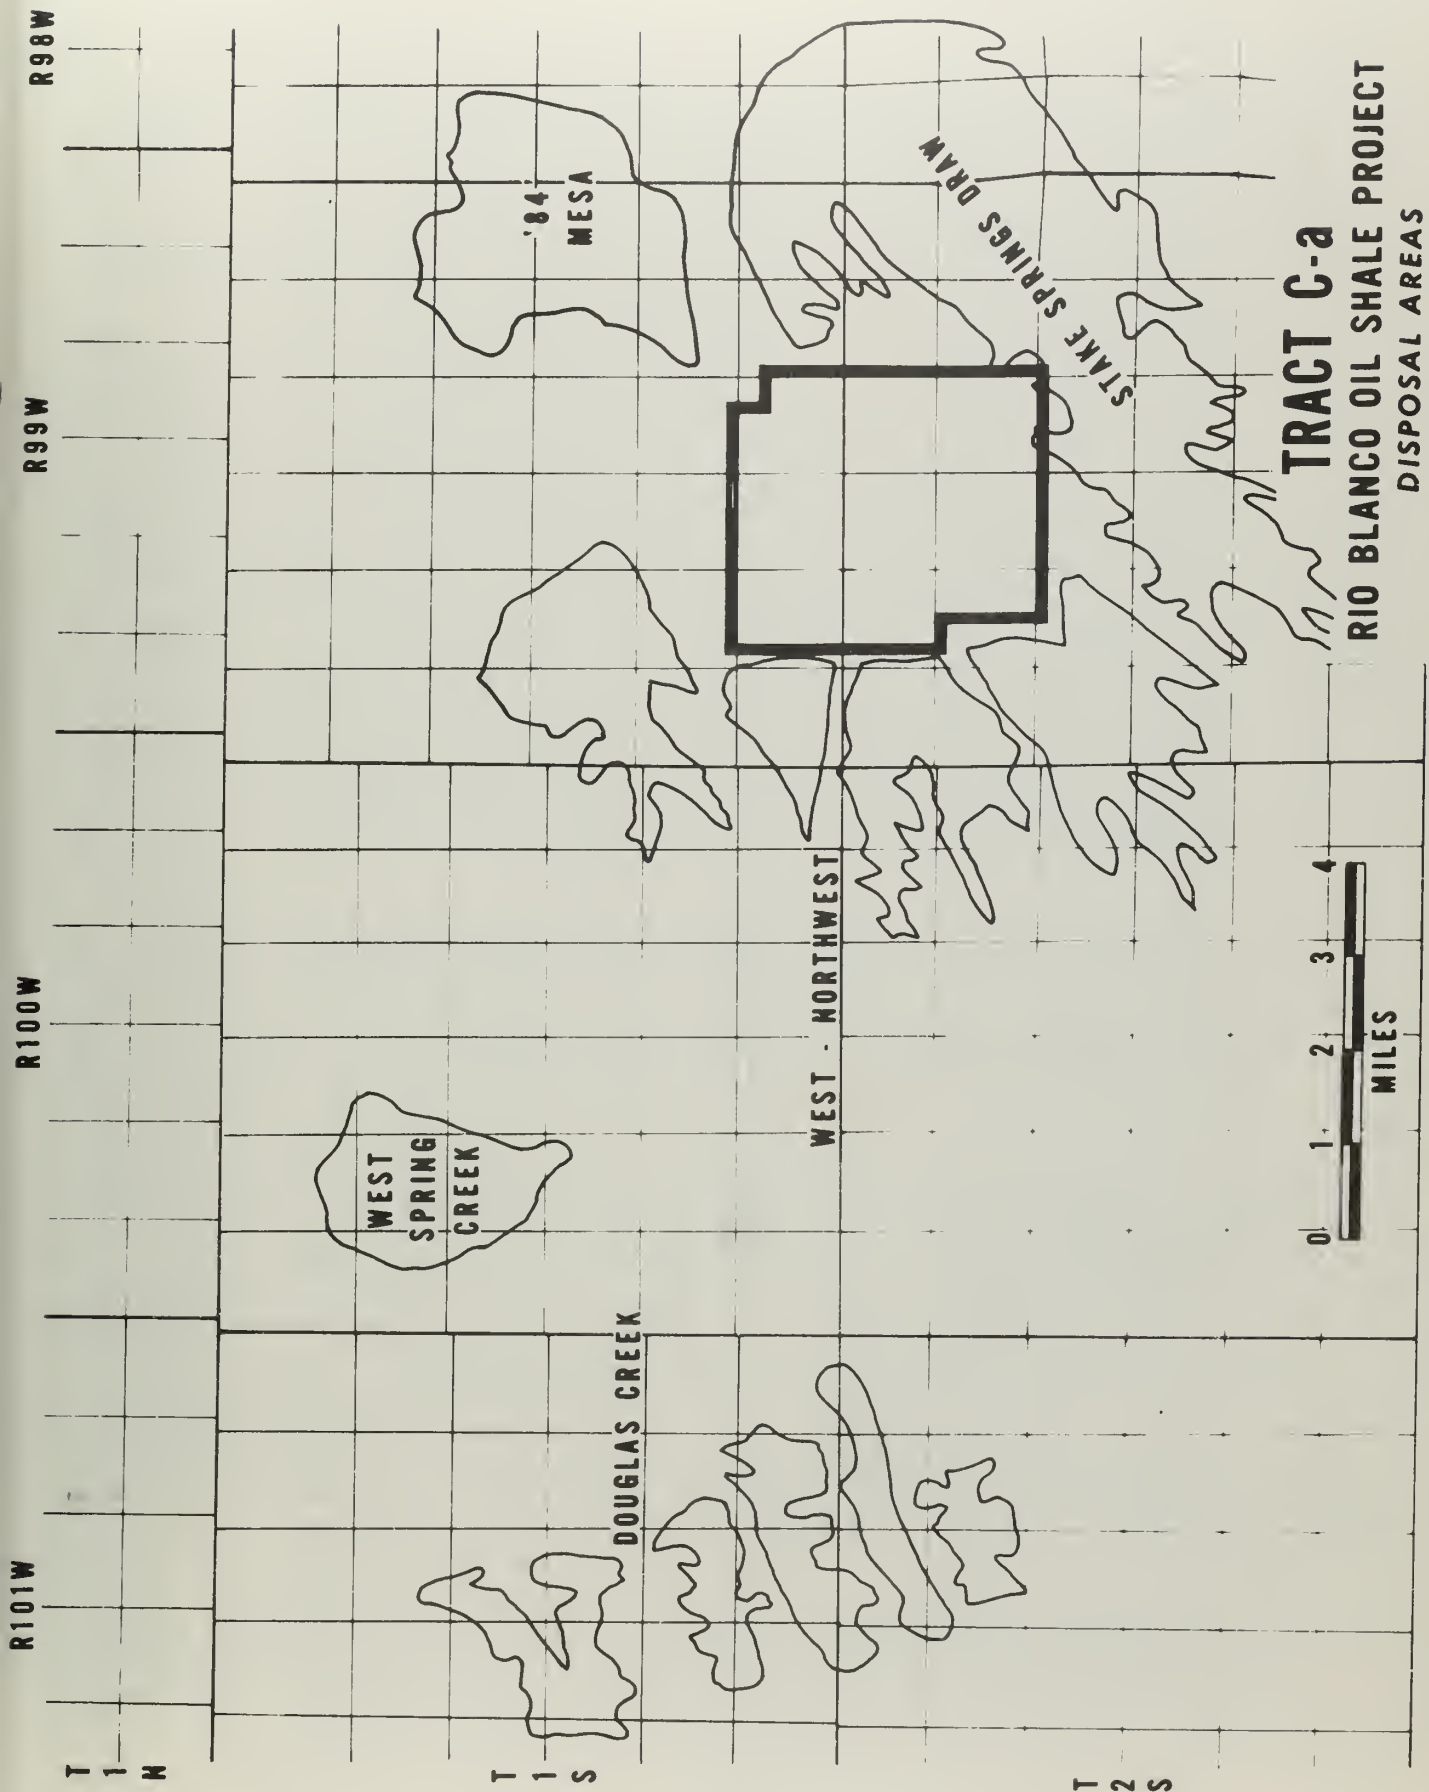 R101W
R100W
R99W
R98W
T
1
N
T
1
S
T
2
S
'84
MESA
WEST
SPRING
CREEK
DOUGLAS CREEK
WEST - NORTHWEST
STAKE SPRINGS DRAW
0 1 2 3 4
MILES
TRACT C-a
RIO BLANCO OIL SHALE PROJECT
DISPOSAL AREAS